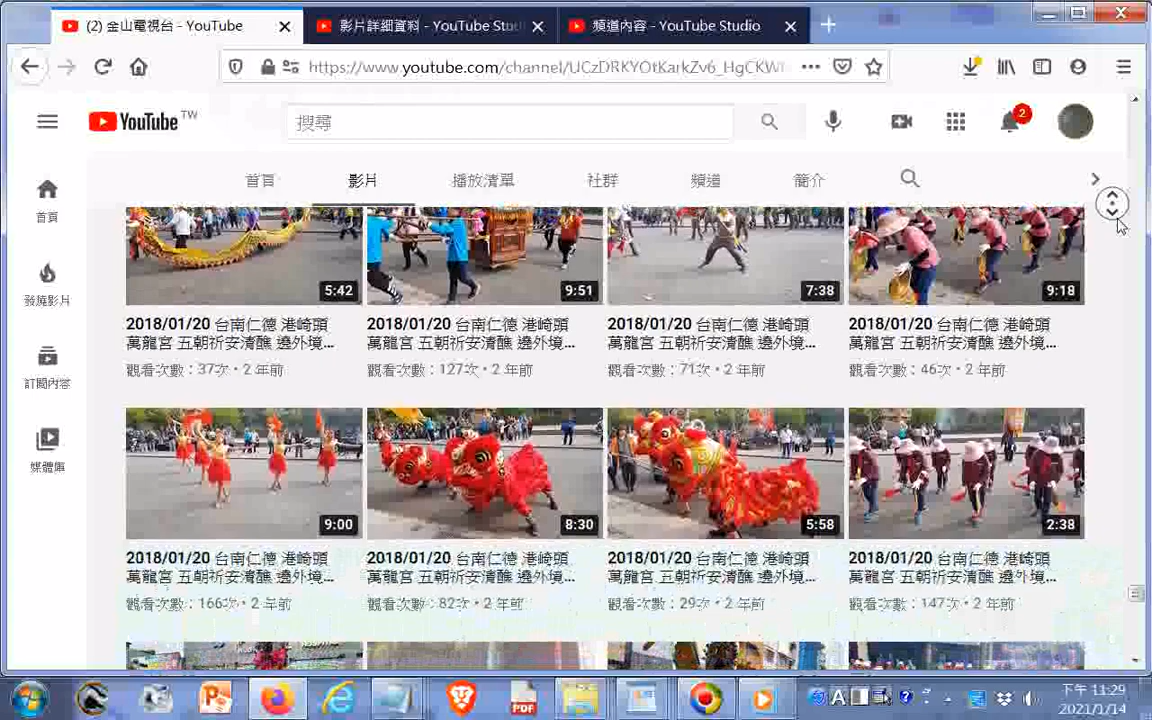 (2) 金山電視台 - YouTube
影片詳細資料 - YouTube Stu
頻道內容 - YouTube Studio
https://www.youtube.com/channel/UCzDRKYOtKarkZv6_HgCKW
YouTube TW
搜尋
2
首頁
影片
播放清單
社群
頻道
簡介
首頁
發燒影片
訂閱內容
媒體庫
5:42
9:51
7:38
9:18
2018/01/20 台南仁德 港崎頭
萬龍宮 五朝祈安清醮 遶外境...
觀看次數：37次 • 2 年前
2018/01/20 台南仁德 港崎頭
萬龍宮 五朝祈安清醮 遶外境...
觀看次數：127次 • 2 年前
2018/01/20 台南仁德 港崎頭
萬龍宮 五朝祈安清醮 遶外境...
觀看次數：71次 • 2 年前
2018/01/20 台南仁德 港崎頭
萬龍宮 五朝祈安清醮 遶外境...
觀看次數：46次 • 2 年前
9:00
8:30
5:58
2:38
2018/01/20 台南仁德 港崎頭
萬龍宮 五朝祈安清醮 遶外境...
觀看次數：166次 • 2 年前
2018/01/20 台南仁德 港崎頭
萬龍宮 五朝祈安清醮 遶外境...
觀看次數：82次 • 2 年前
2018/01/20 台南仁德 港崎頭
萬龍宮 五朝祈安清醮 遶外境...
觀看次數：29次 • 2 年前
2018/01/20 台南仁德 港崎頭
萬龍宮 五朝祈安清醮 遶外境...
觀看次數：147次 • 2 年前
PDF
A
下午 11:29
2021/1/14